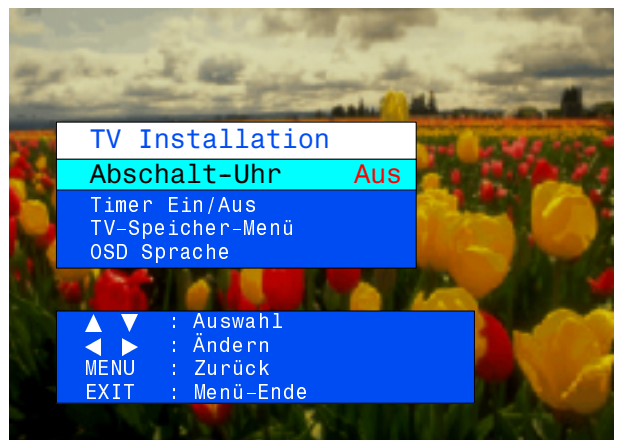 TV Installation
Abschalt-Uhr Aus
Timer Ein/Aus
TV-Speicher-Menü
OSD Sprache
▲ ▼ : Auswahl
◀ ▶ : Ändern
MENU : Zurück
EXIT : Menü-Ende